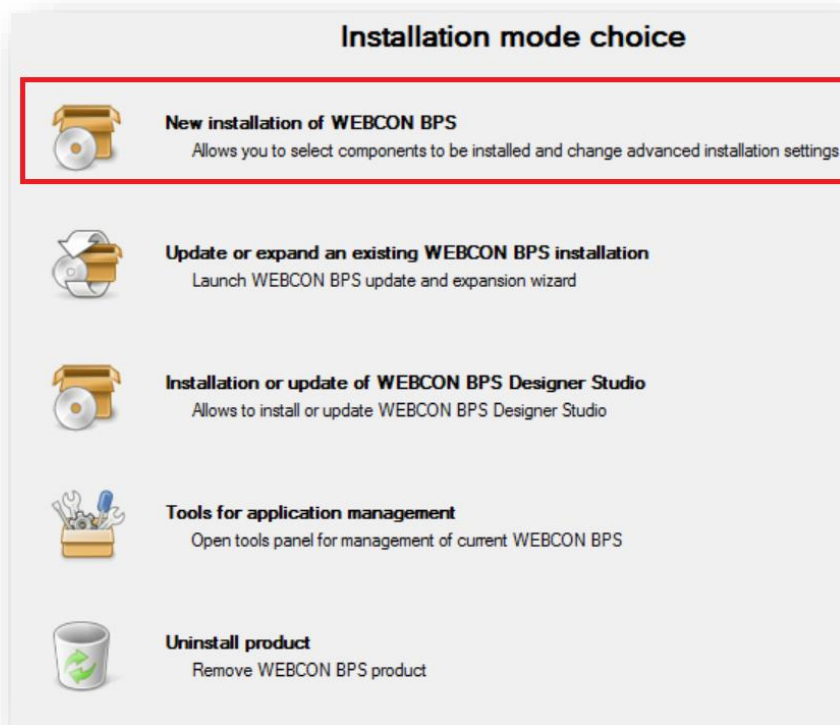 Installation mode choice
New installation of WEBCON BPS
Allows you to select components to be installed and change advanced installation settings
Update or expand an existing WEBCON BPS installation
Launch WEBCON BPS update and expansion wizard
Installation or update of WEBCON BPS Designer Studio
Allows to install or update WEBCON BPS Designer Studio
Tools for application management
Open tools panel for management of current WEBCON BPS
Uninstall product
Remove WEBCON BPS product